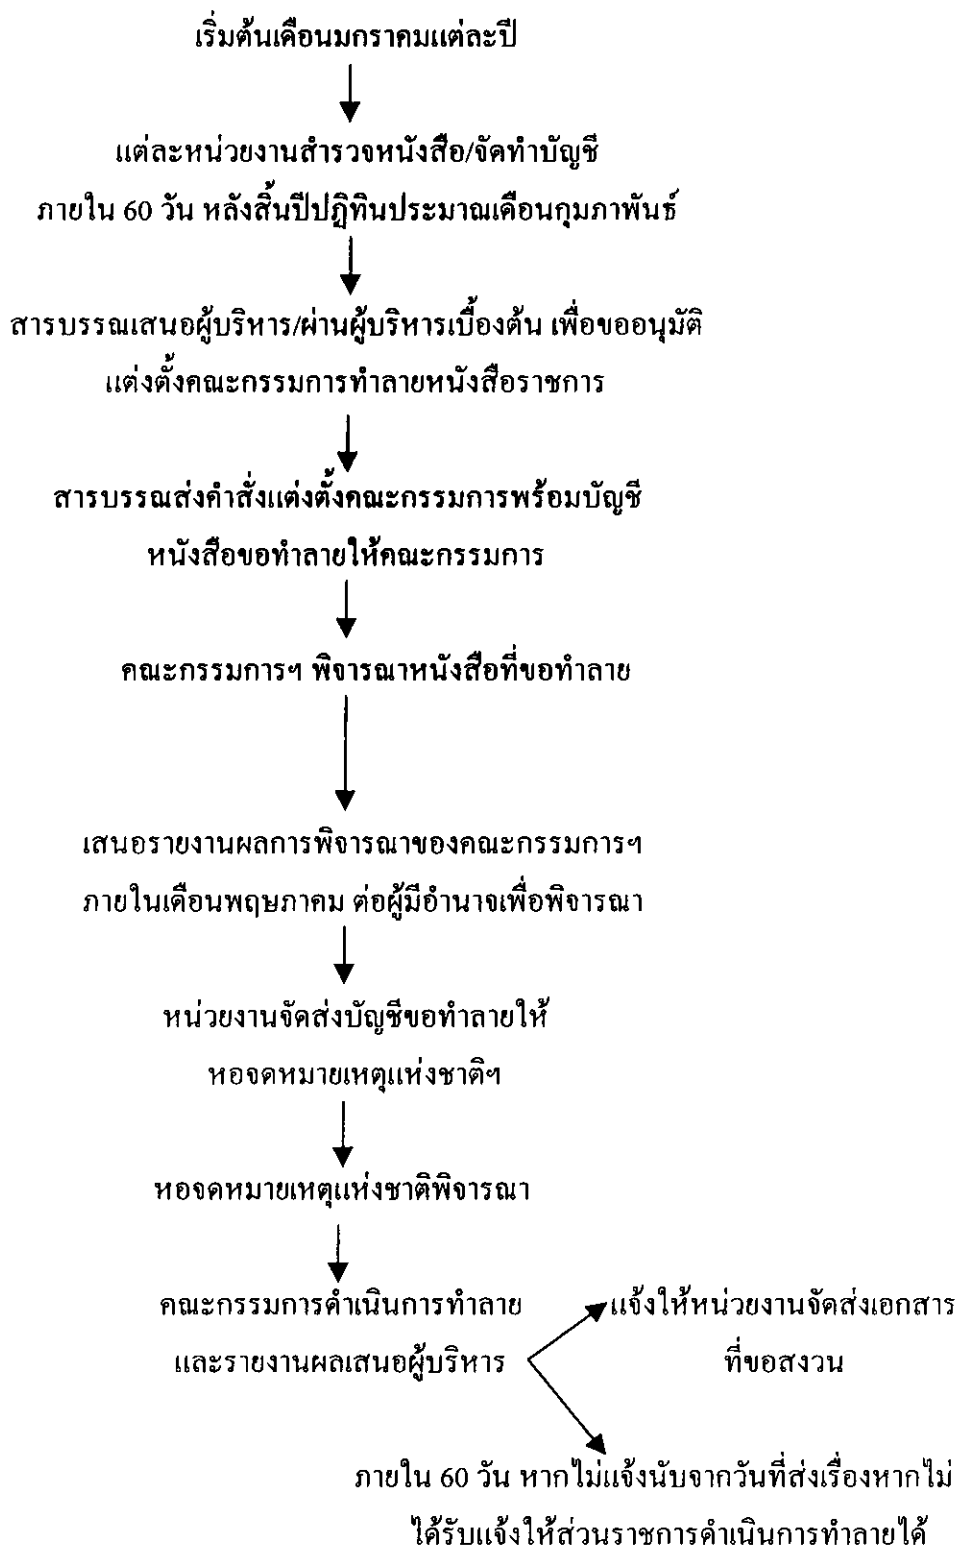 เริ่มต้นเดือนมกราคมแต่ละปี
แต่ละหน่วยงานสำรวจหนังสือ/จัดทำบัญชี
ภายใน 60 วัน หลังสิ้นปีปฏิทินประมาณเดือนกุมภาพันธ์
สารบรรณเสนอผู้บริหาร/ผ่านผู้บริหารเบื้องต้น เพื่อขออนุมัติ
แต่งตั้งคณะกรรมการทำลายหนังสือราชการ
สารบรรณส่งคำสั่งแต่งตั้งคณะกรรมการพร้อมบัญชี
หนังสือขอทำลายให้คณะกรรมการ
คณะกรรมการฯ พิจารณาหนังสือที่ขอทำลาย
เสนอรายงานผลการพิจารณาของคณะกรรมการฯ
ภายในเดือนพฤษภาคม ต่อผู้มีอำนาจเพื่อพิจารณา
หน่วยงานจัดส่งบัญชีขอทำลายให้
หอจดหมายเหตุแห่งชาติฯ
หอจดหมายเหตุแห่งชาติพิจารณา
คณะกรรมการดำเนินการทำลาย
และรายงานผลเสนอผู้บริหาร
แจ้งให้หน่วยงานจัดส่งเอกสาร
ที่ขอสงวน
ภายใน 60 วัน หากไม่แจ้งนับจากวันที่ส่งเรื่องหากไม่
ได้รับแจ้งให้ส่วนราชการดำเนินการทำลายได้